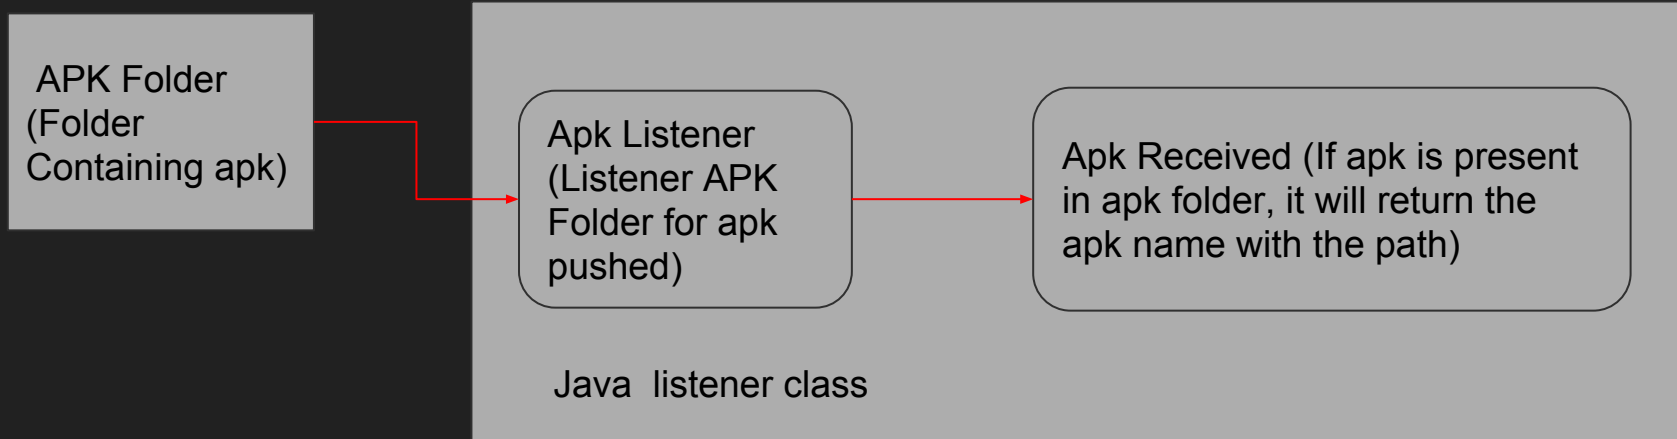 APK Folder
(Folder
Containing apk)
Apk Listener
(Listener APK
Folder for apk
pushed)
Apk Received (If apk is present
in apk folder, it will return the
apk name with the path)
Java  listener class